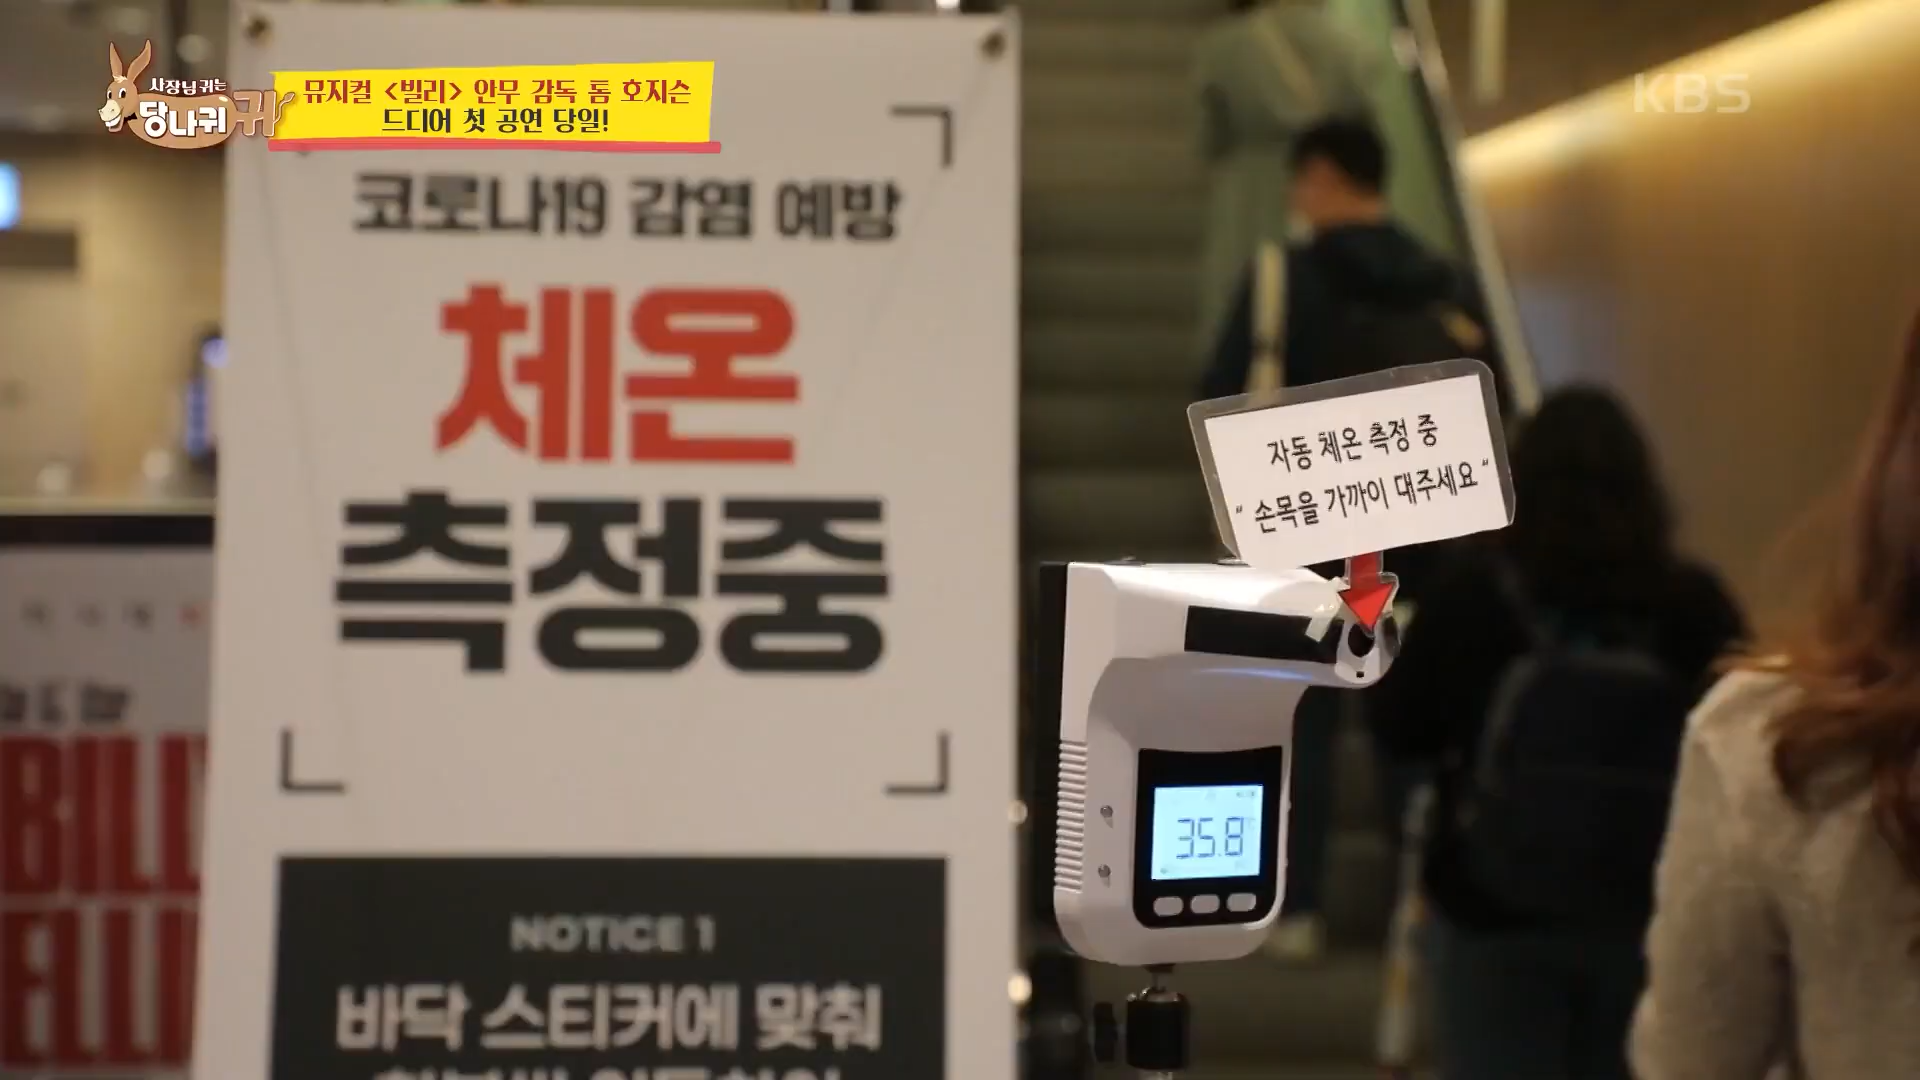 사장님 귀는
당나귀 귀
뮤지컬 <빌리> 안무 감독 톰 호지슨
드디어 첫 공연 당일!
KBS
코로나19 감염 예방
체온
측정중
자동 체온 측정 중
“ 손목을 가까이 대주세요 “
35.8
NOTICE 1
바닥 스티커에 맞춰